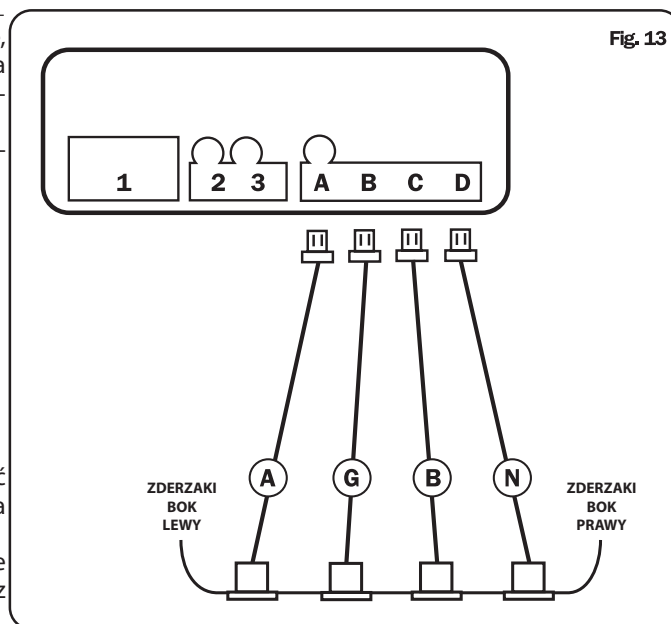 Fig. 13
1 2 3 A B C D
A G B N
ZDERZAKI
BOK
LEWY
ZDERZAKI
BOK
PRAWY